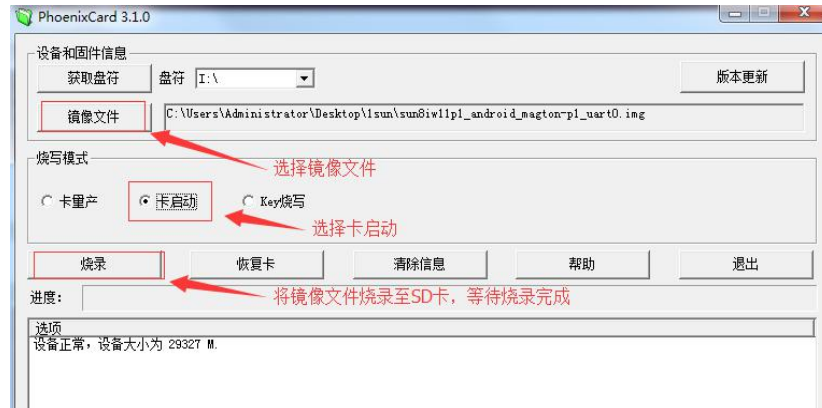 PhoenixCard 3.1.0
设备和固件信息
获取盘符 盘符 I:\ 版本更新
镜像文件 C:\Users\Administrator\Desktop\1sun\sun8iw11p1_android_magton-p1_uart0.img
烧写模式
选择镜像文件
卡量产 卡启动 Key烧写
选择卡启动
烧录 恢复卡 清除信息 帮助 退出
进度: 将镜像文件烧录至SD卡，等待烧录完成
选项
设备正常，设备大小为 29327 M.